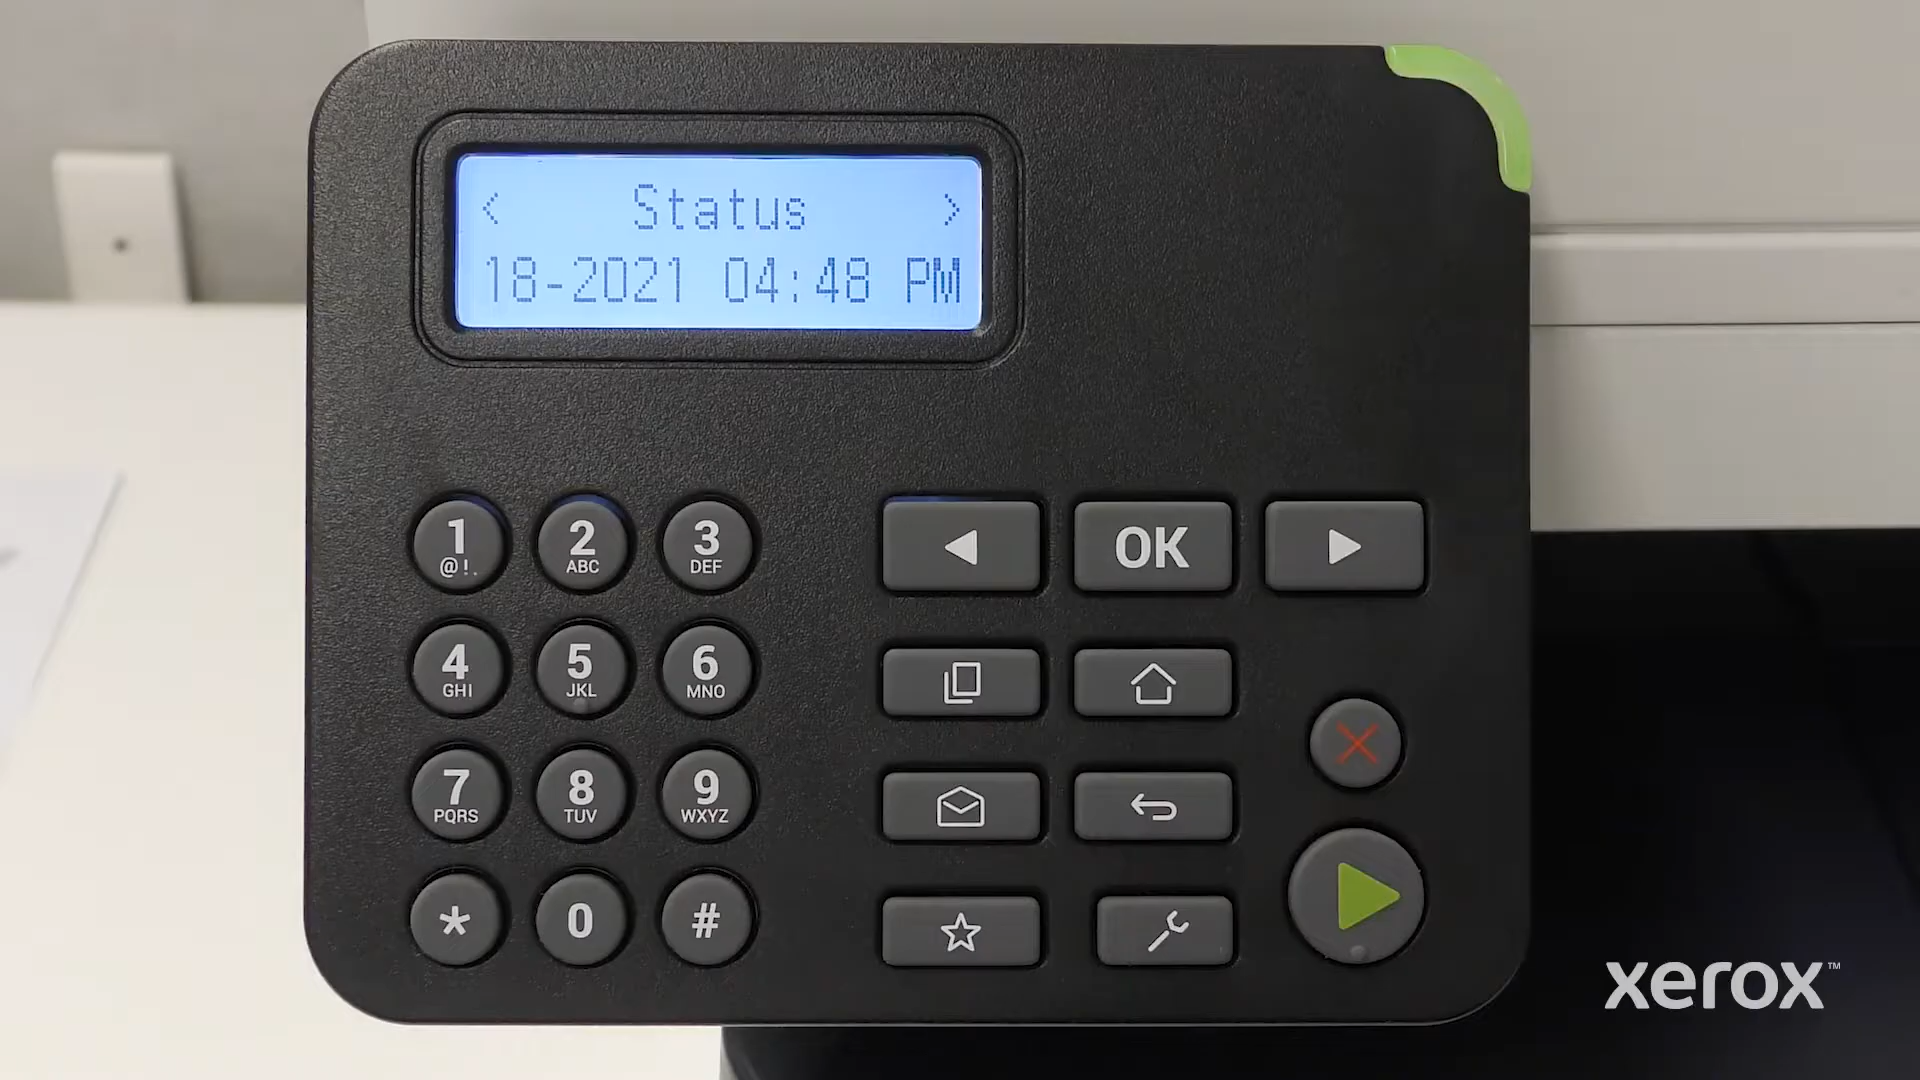 < Status >
18-2021 04:48 PM
1 2 3
@!. ABC DEF
OK
4 5 6
GHI JKL MNO
7 8 9
PQRS TUV WXYZ
* 0 #
xerox™